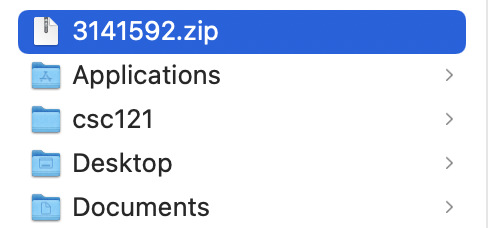 3141592.zip
Applications
csc121
Desktop
Documents